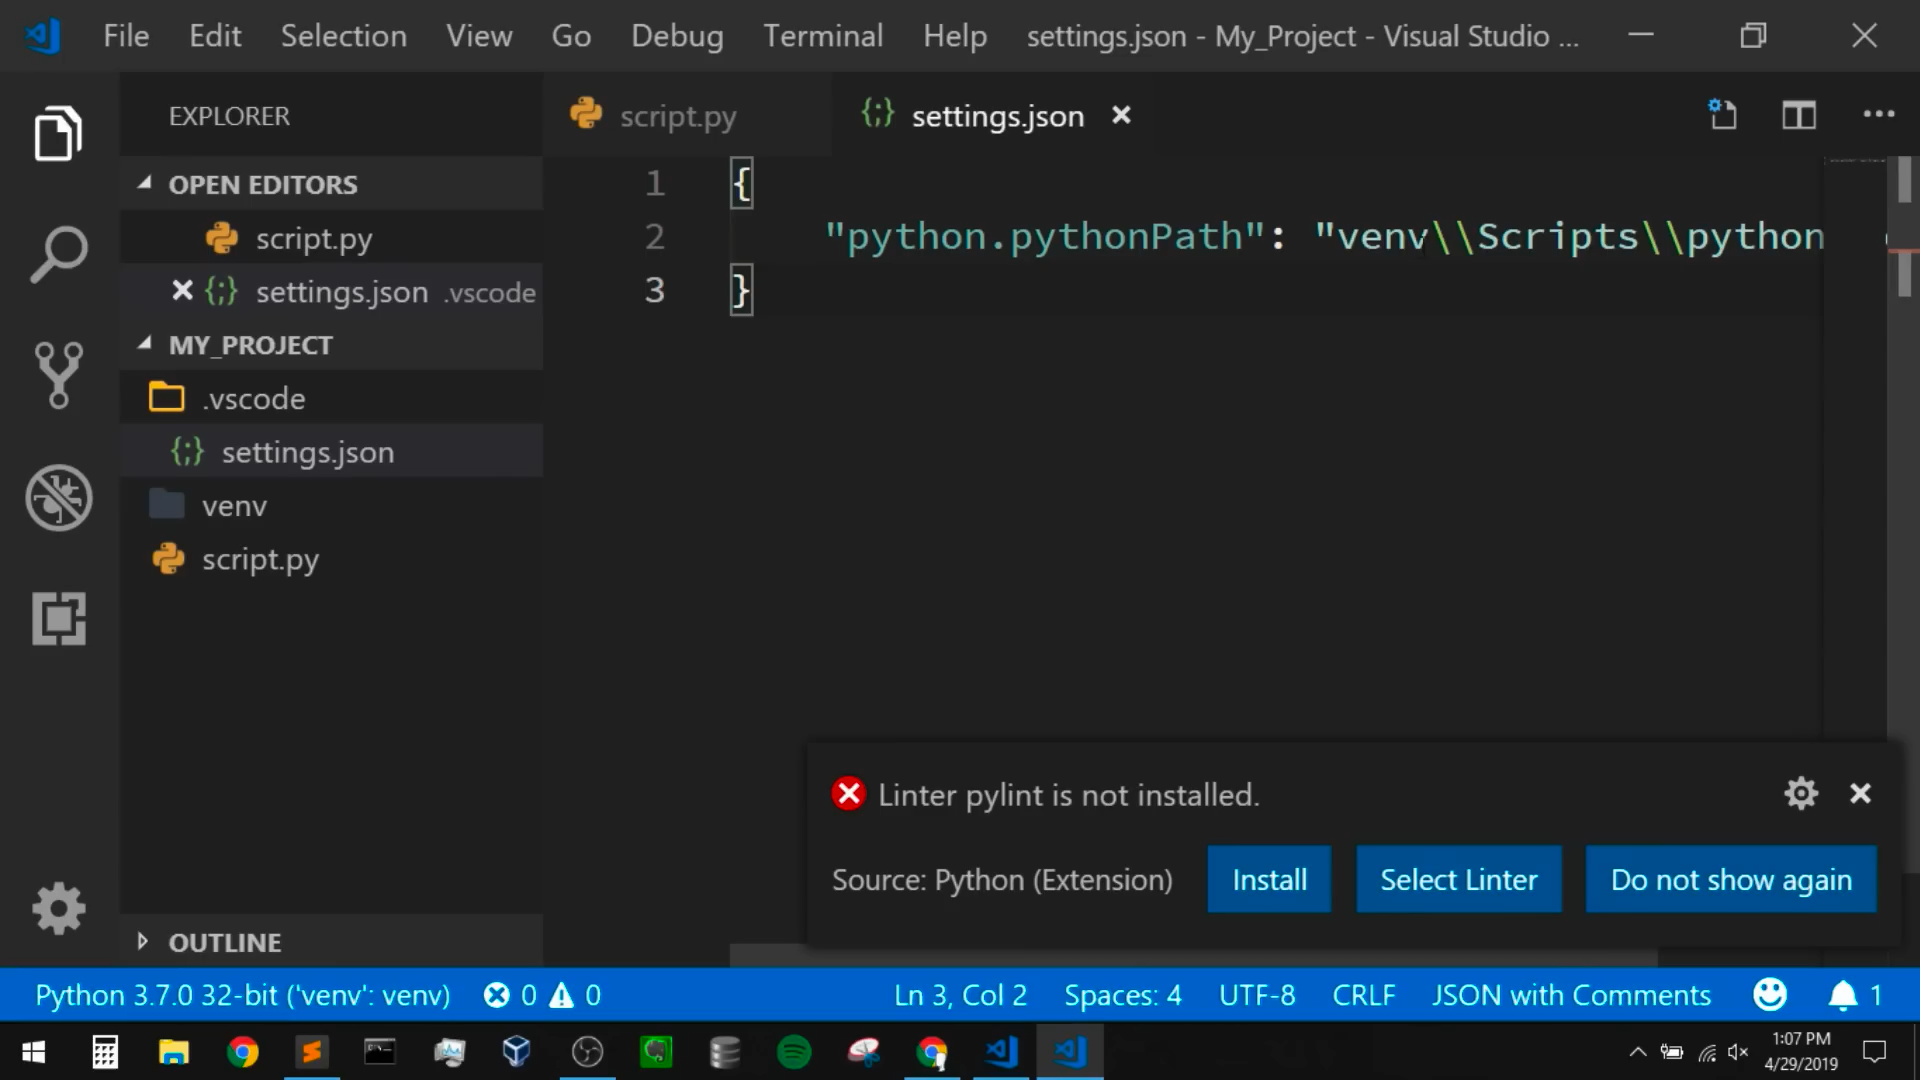 File Edit Selection View Go Debug Terminal Help settings.json - My_Project - Visual Studio ...
EXPLORER
OPEN EDITORS
script.py
settings.json .vscode
MY_PROJECT
.vscode
settings.json
venv
script.py
OUTLINE
script.py settings.json
1 {
2 "python.pythonPath": "venv\\Scripts\\python
3 }
Linter pylint is not installed.
Source: Python (Extension) Install Select Linter Do not show again
Python 3.7.0 32-bit ('venv': venv) 0 0 Ln 3, Col 2 Spaces: 4 UTF-8 CRLF JSON with Comments 1
1:07 PM
4/29/2019